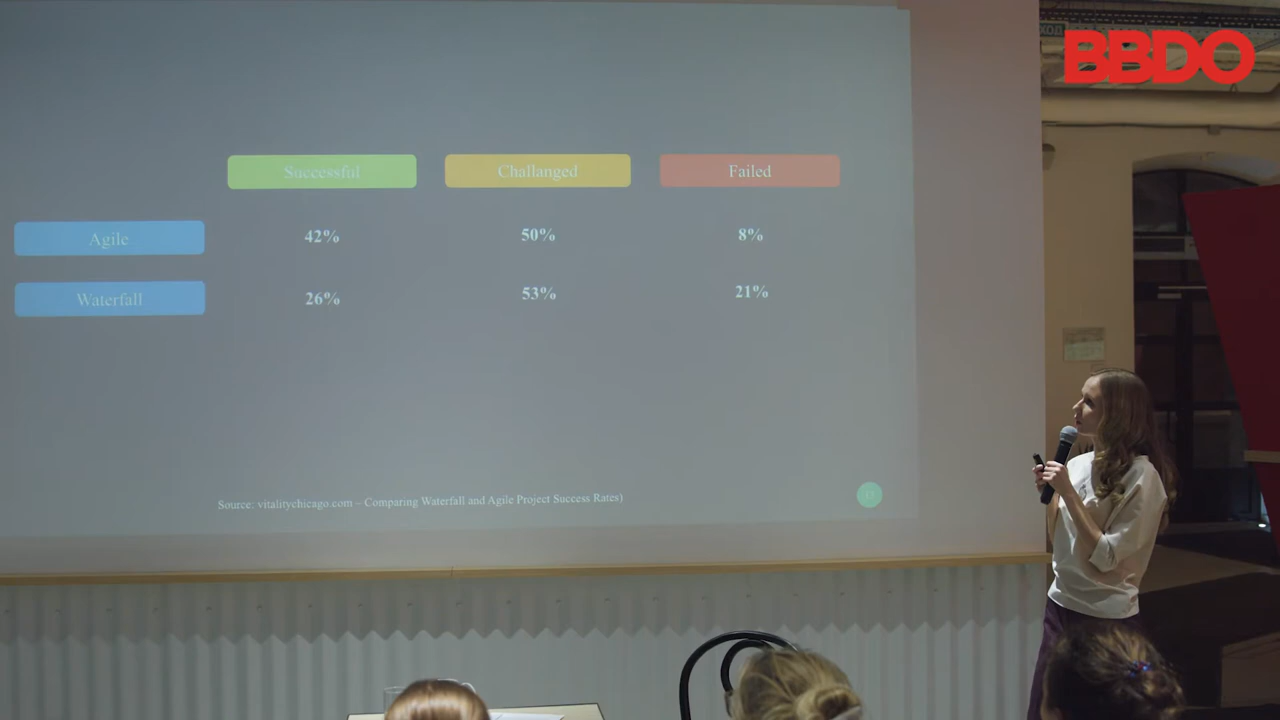 BBDO
Successful Challanged Failed
Agile 42% 50% 8%
Waterfall 26% 53% 21%
Source: vitalitychicago.com – Comparing Waterfall and Agile Project Success Rates)